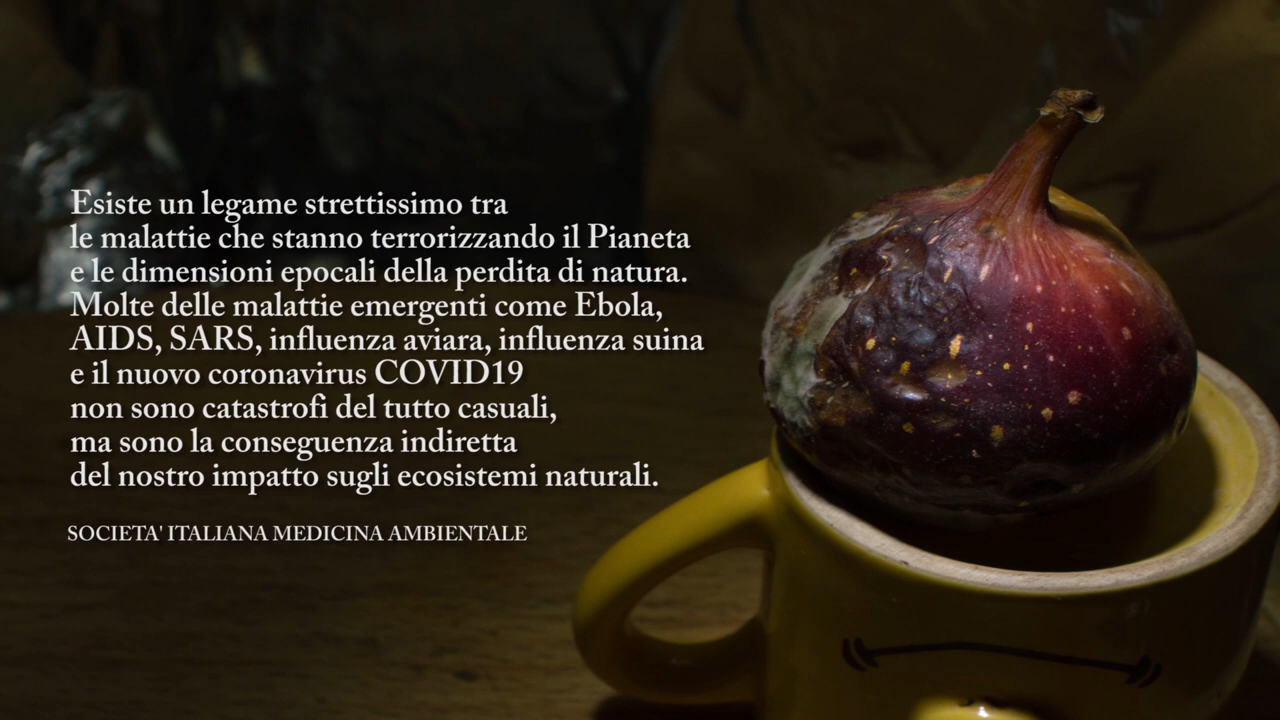 Esiste un legame strettissimo tra
le malattie che stanno terrorizzando il Pianeta
e le dimensioni epocali della perdita di natura.
Molte delle malattie emergenti come Ebola,
AIDS, SARS, influenza aviara, influenza suina
e il nuovo coronavirus COVID19
non sono catastrofi del tutto casuali,
ma sono la conseguenza indiretta
del nostro impatto sugli ecosistemi naturali.
SOCIETA' ITALIANA MEDICINA AMBIENTALE